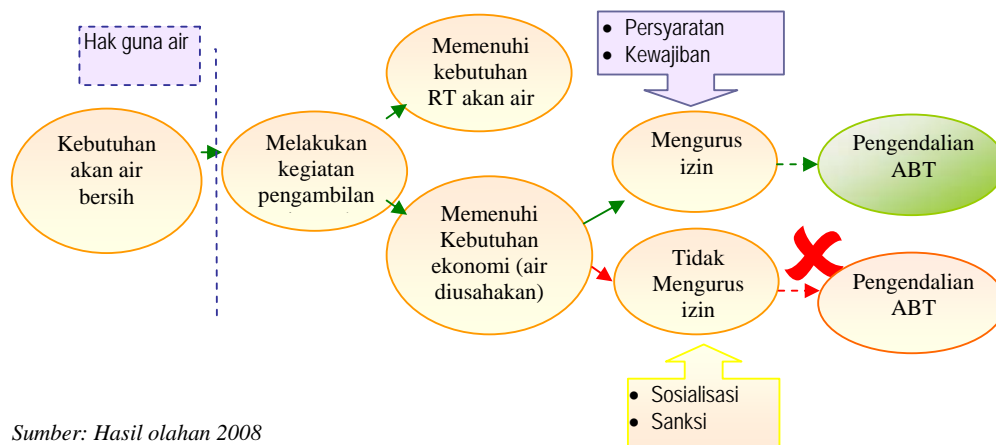 Hak guna air
Kebutuhan
akan air
bersih
Melakukan
kegiatan
pengambilan
Memenuhi
kebutuhan
RT akan air
Memenuhi
Kebutuhan
ekonomi (air
diusahakan)
• Persyaratan
• Kewajiban
Mengurus
izin
Pengendalian
ABT
Tidak
Mengurus
izin
Pengendalian
ABT
• Sosialisasi
• Sanksi
Sumber: Hasil olahan 2008